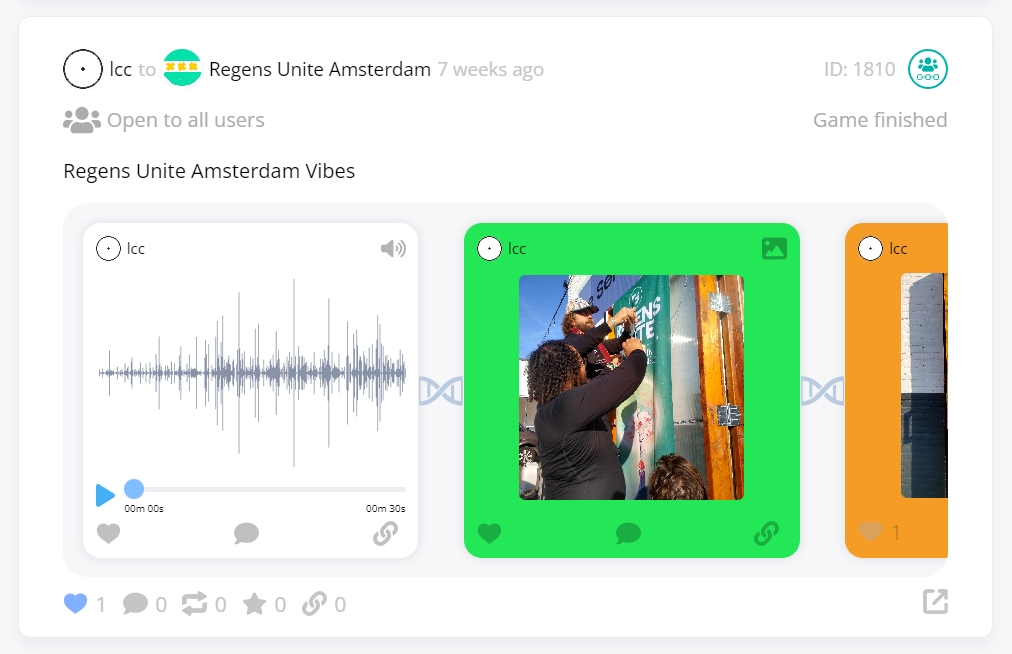 lcc to Regens Unite Amsterdam 7 weeks ago
ID: 1810
Open to all users
Game finished
Regens Unite Amsterdam Vibes
lcc
lcc
lcc
00m 00s
00m 30s
1
1 0 0 0 0